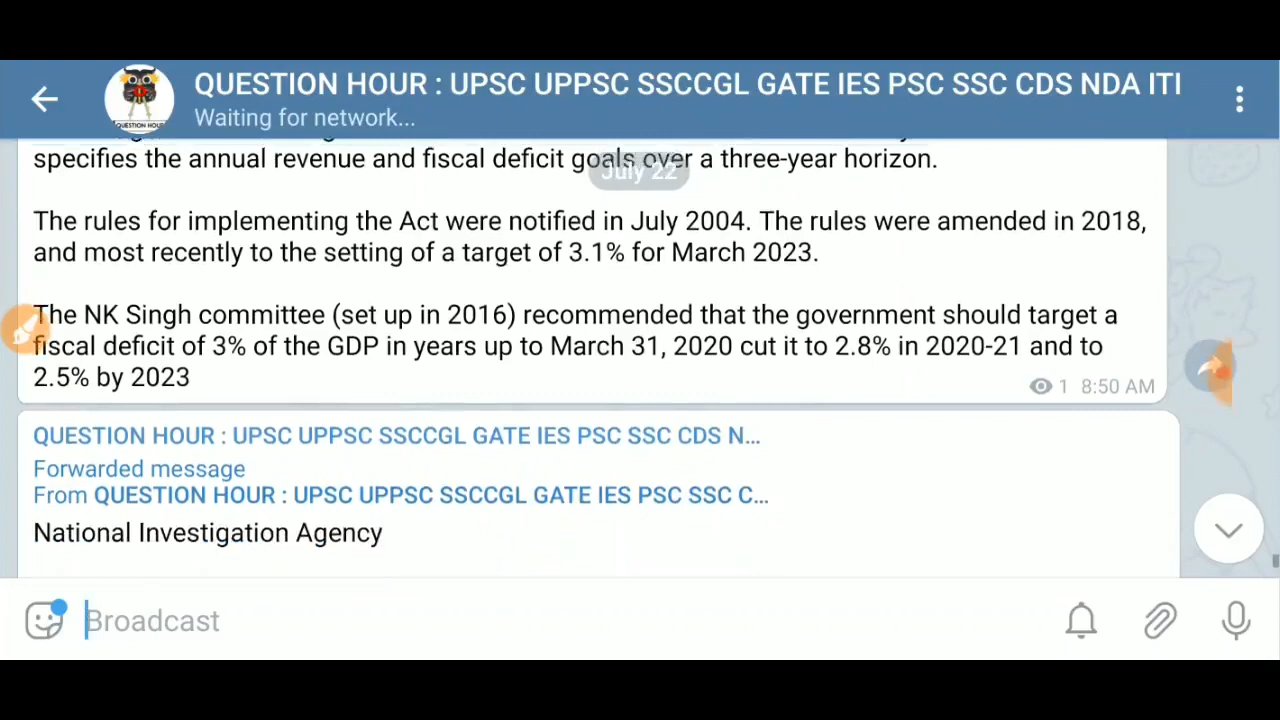 QUESTION HOUR : UPSC UPPSC SSCCGL GATE IES PSC SSC CDS NDA ITI
Waiting for network...
specifies the annual revenue and fiscal deficit goals over a three-year horizon.
July 22
The rules for implementing the Act were notified in July 2004. The rules were amended in 2018,
and most recently to the setting of a target of 3.1% for March 2023.
The NK Singh committee (set up in 2016) recommended that the government should target a
fiscal deficit of 3% of the GDP in years up to March 31, 2020 cut it to 2.8% in 2020-21 and to
2.5% by 2023
1 8:50 AM
QUESTION HOUR : UPSC UPPSC SSCCGL GATE IES PSC SSC CDS N...
Forwarded message
From QUESTION HOUR : UPSC UPPSC SSCCGL GATE IES PSC SSC C...
National Investigation Agency
Broadcast
QUESTION HOUR